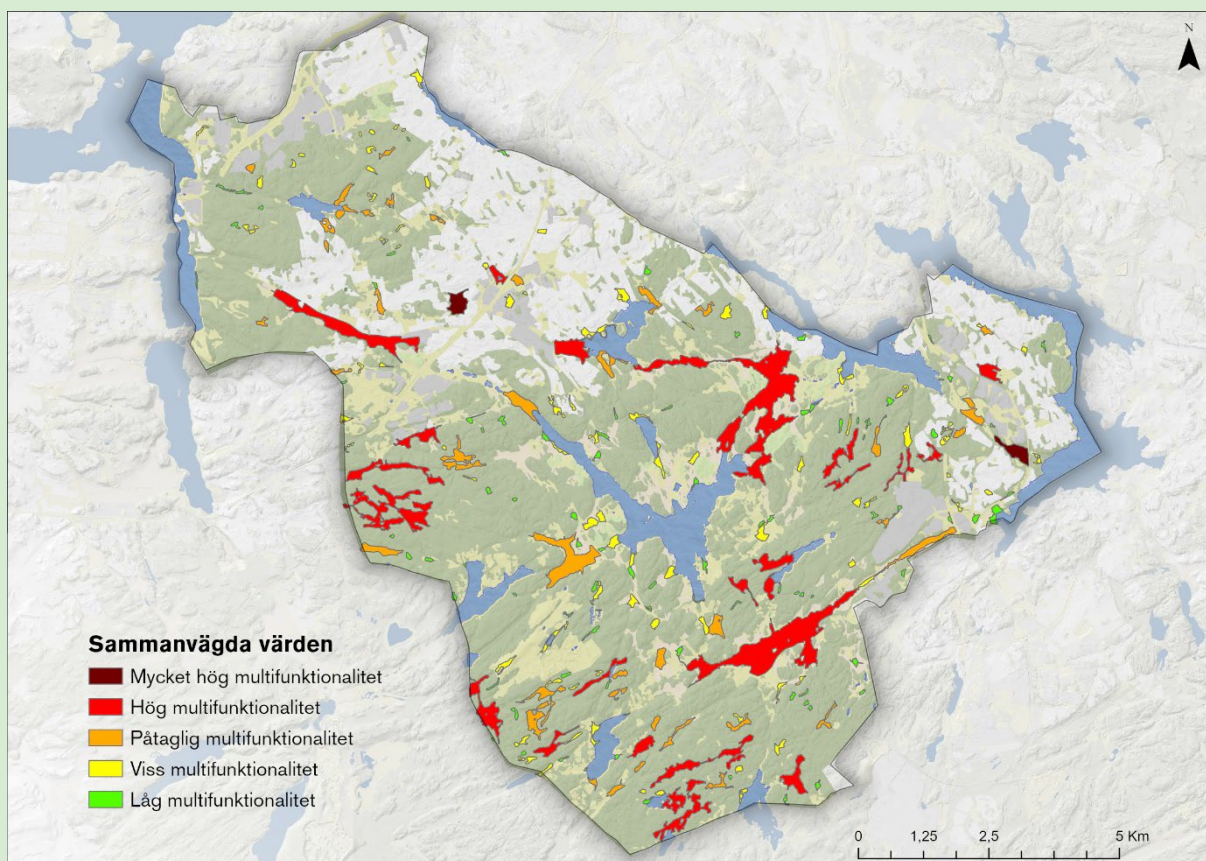 N
Sammanvägda värden
Mycket hög multifunktionalitet
Hög multifunktionalitet
Påtaglig multifunktionalitet
Viss multifunktionalitet
Låg multifunktionalitet
0 1,25 2,5 5 Km